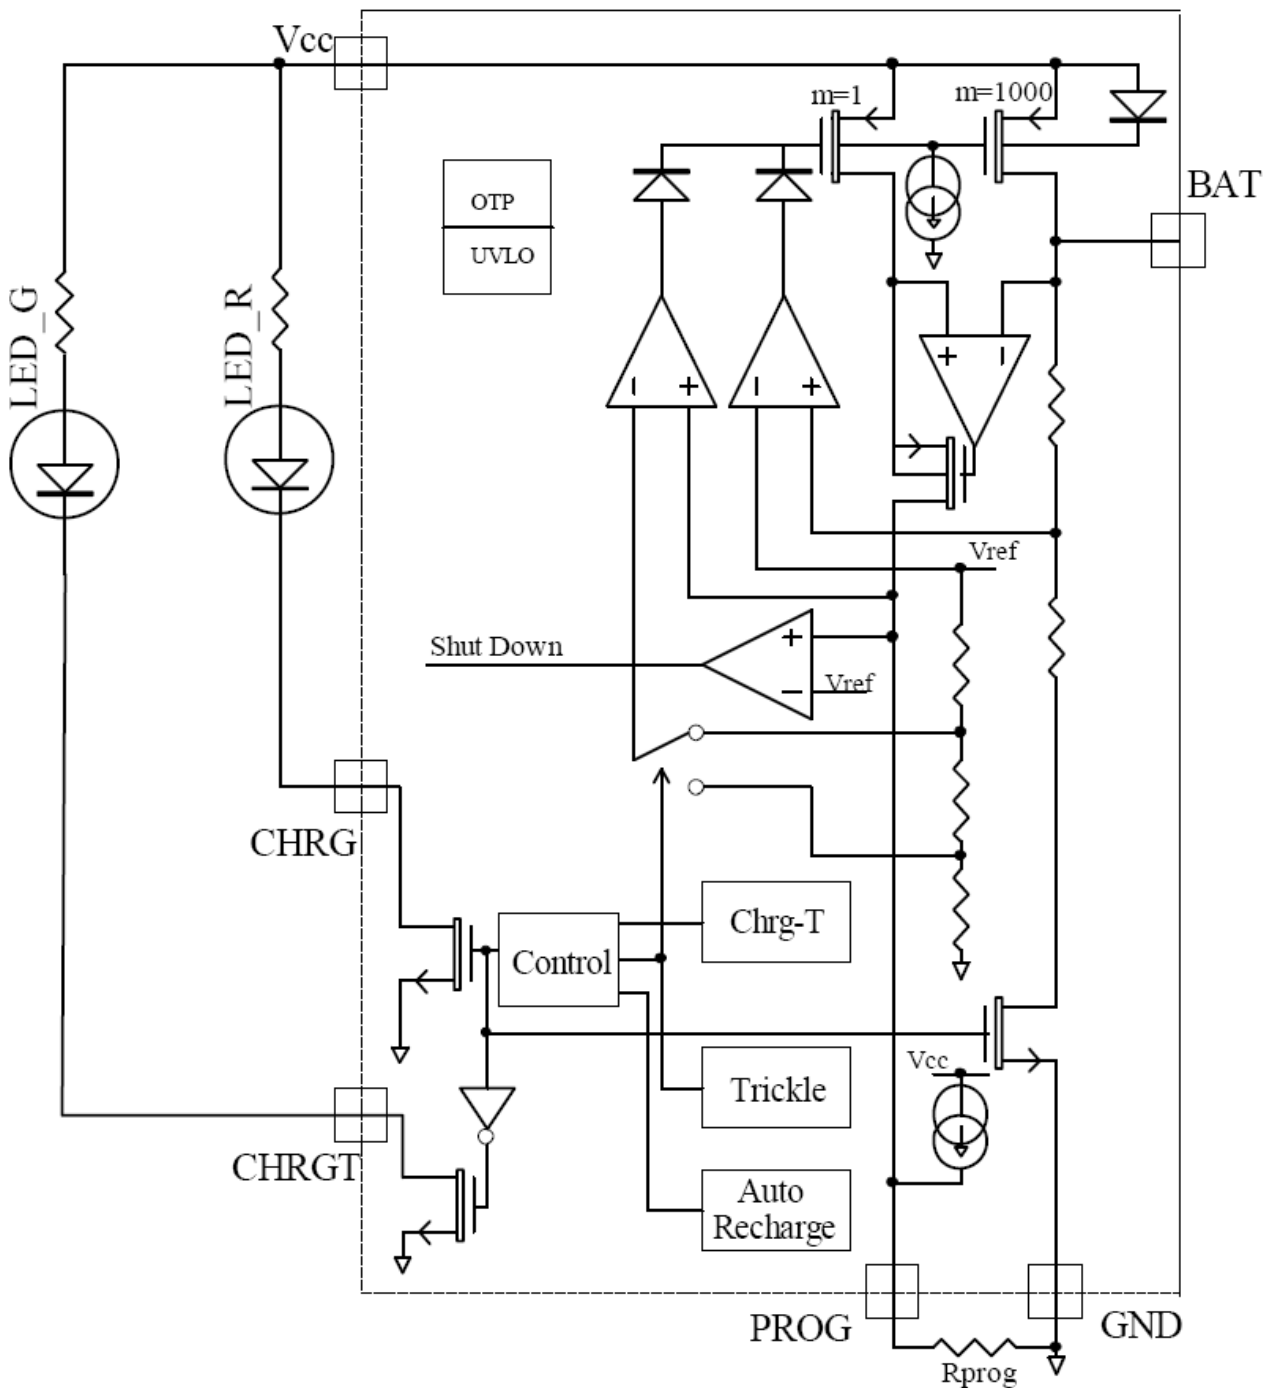 Vcc
m=1
m=1000
BAT
OTP
UVLO
LED_G
LED_R
+
−
−
+
−
+
Vref
Shut Down
+
Vref
−
CHRG
Chrg-T
Control
Vcc
Trickle
CHRGT
Auto
Recharge
PROG
GND
Rprog